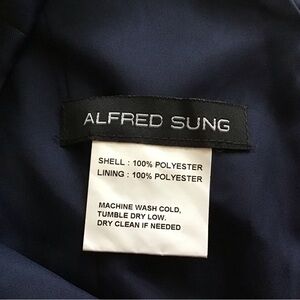 ALFRED SUNG
SHELL : 100% POLYESTER
LINING : 100% POLYESTER
MACHINE WASH COLD,
TUMBLE DRY LOW.
DRY CLEAN IF NEEDED